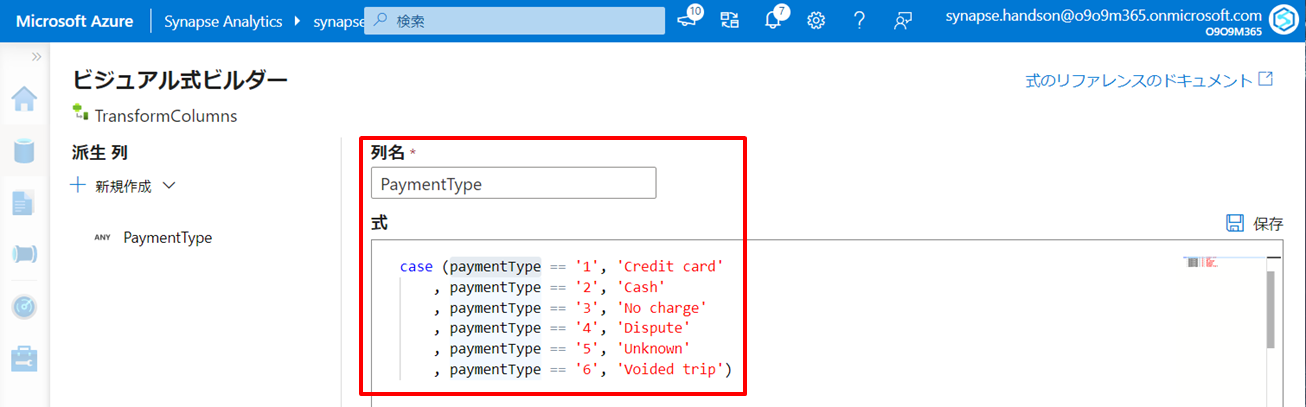 Microsoft Azure Synapse Analytics synapse 検索 10 7 synapse.handson@o9o9m365.onmicrosoft.com
O9O9M365
ビジュアル式ビルダー
式のリファレンスのドキュメント
TransformColumns
派生 列
列名 *
新規作成
PaymentType
式
保存
ANY PaymentType
case (paymentType == '1', 'Credit card'
, paymentType == '2', 'Cash'
, paymentType == '3', 'No charge'
, paymentType == '4', 'Dispute'
, paymentType == '5', 'Unknown'
, paymentType == '6', 'Voided trip')